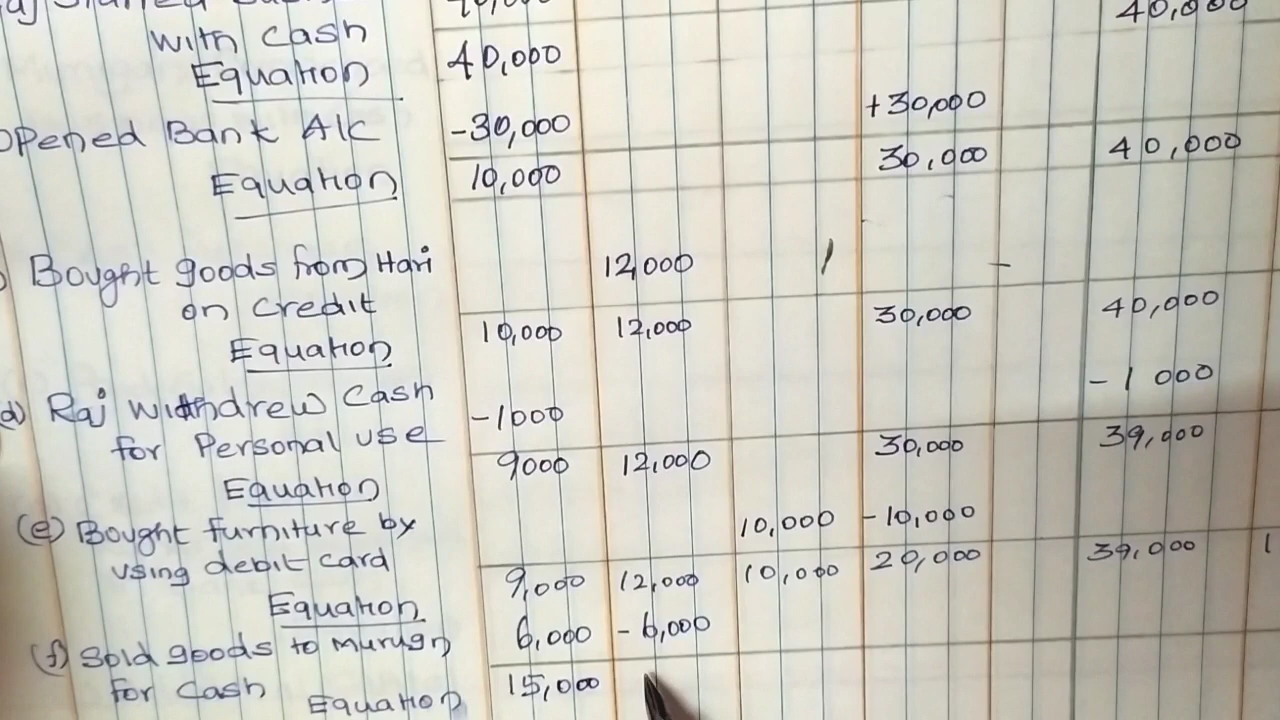 a) Started
with Cash 40,000
Equation 40,000
Opened Bank A/c -30,000 +30,000
Equation 10,000 30,000 40,000
Bought goods from Hari 12,000
on credit
Equation 10,000 12,000 30,000 40,000
d) Raj withdrew Cash -1000 -1 000
for Personal use
Equation 9000 12,000 30,000 39,000
(e) Bought furniture by 10,000 -10,000
using debit card
Equation 9,000 12,000 10,000 20,000 39,000 1
(f) Sold goods to murugn 6,000 -6,000
for Cash
Equation 15,000